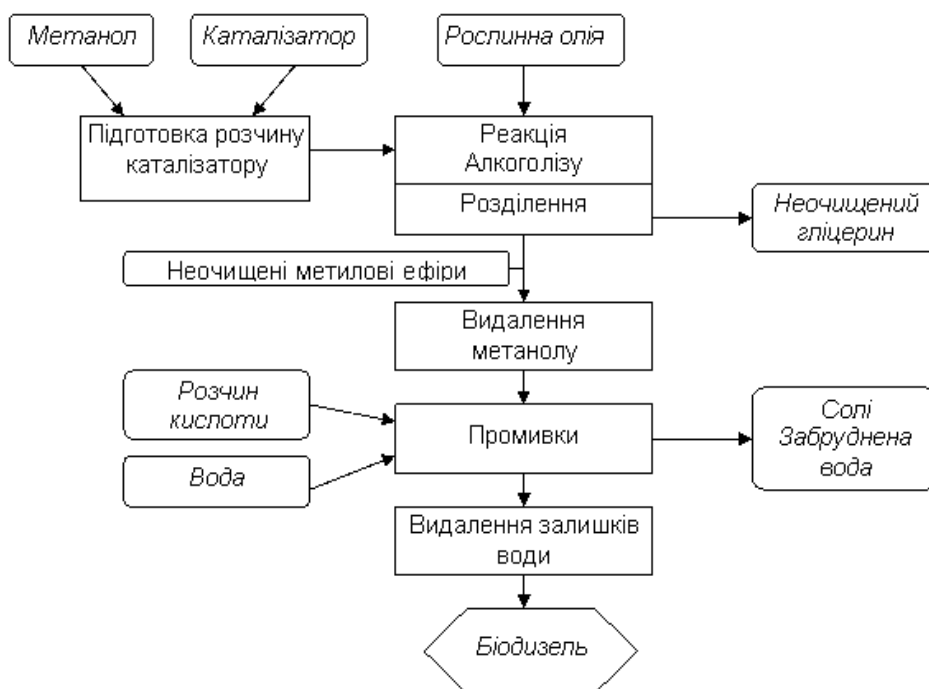 Метанол
Каталізатор
Рослинна олія
Підготовка розчину
каталізатору
Реакція
Алкоголізу
Розділення
Неочищений
гліцерин
Неочищені метилові ефіри
Видалення
метанолу
Розчин
кислоти
Промивки
Солі
Забруднена
вода
Вода
Видалення залишків
води
Біодизель